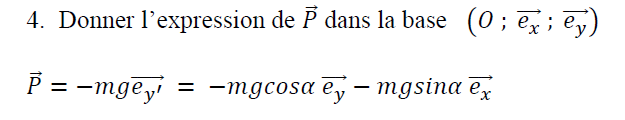 4. Donner l’expression de P⃗ dans la base (O ; e⃗ₓ ; e⃗ᵧ)
P⃗ = −mge⃗ᵧ′ = −mgcosα e⃗ᵧ − mgsinα e⃗ₓ